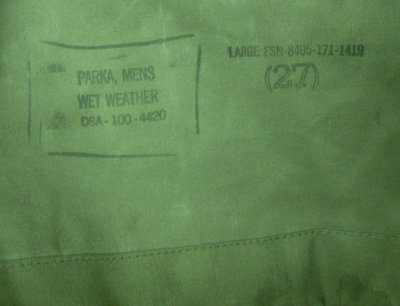 PARKA, MENS
WET WEATHER
DSA-100-4420
LARGE FSN-8405-171-1419
(27)